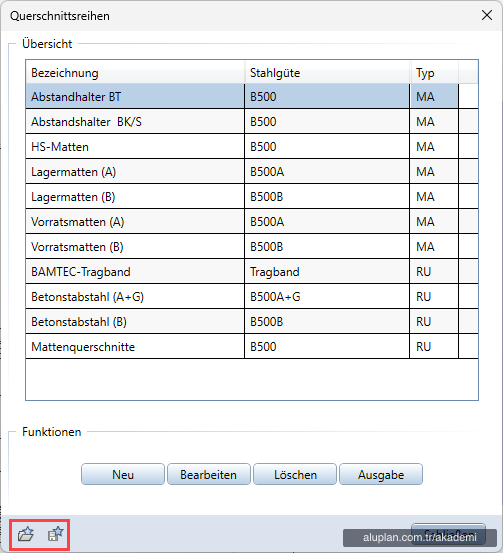 Querschnittsreihen
Übersicht
Bezeichnung Stahlgüte Typ
Abstandhalter BT B500 MA
Abstandshalter BK/S B500 MA
HS-Matten B500 MA
Lagermatten (A) B500A MA
Lagermatten (B) B500B MA
Vorratsmatten (A) B500A MA
Vorratsmatten (B) B500B MA
BAMTEC-Tragband Tragband RU
Betonstabstahl (A+G) B500A+G RU
Betonstabstahl (B) B500B RU
Mattenquerschnitte B500 RU
Funktionen
Neu Bearbeiten Löschen Ausgabe
aluplan.com.tr/akademi